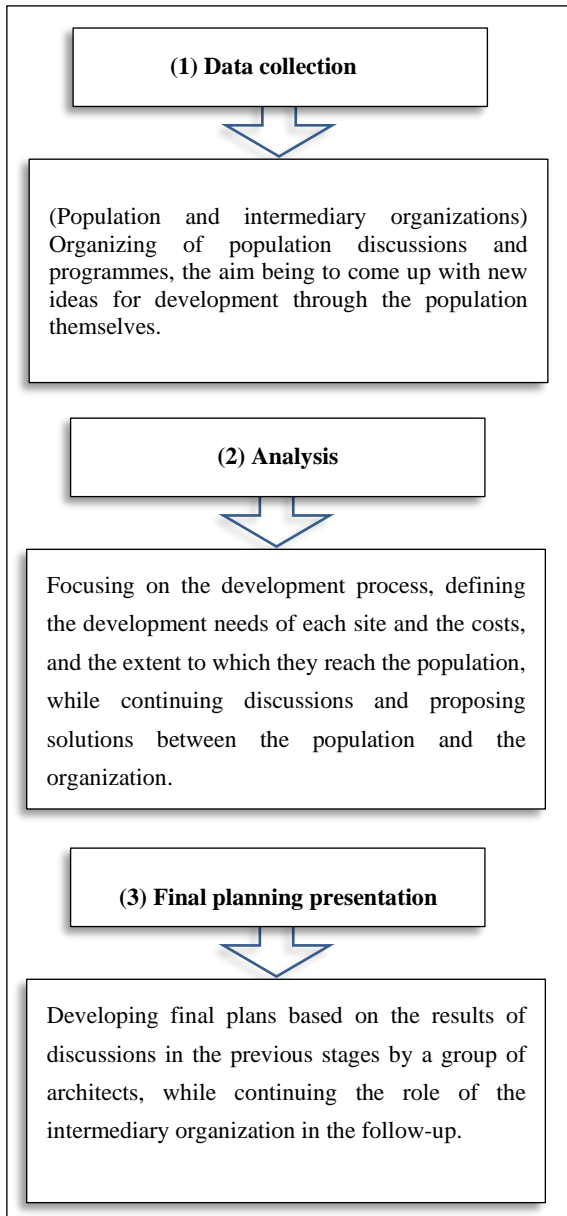 (1) Data collection
(Population and intermediary organizations)
Organizing of population discussions and
programmes, the aim being to come up with new
ideas for development through the population
themselves.
(2) Analysis
Focusing on the development process, defining
the development needs of each site and the costs,
and the extent to which they reach the population,
while continuing discussions and proposing
solutions between the population and the
organization.
(3) Final planning presentation
Developing final plans based on the results of
discussions in the previous stages by a group of
architects, while continuing the role of the
intermediary organization in the follow-up.